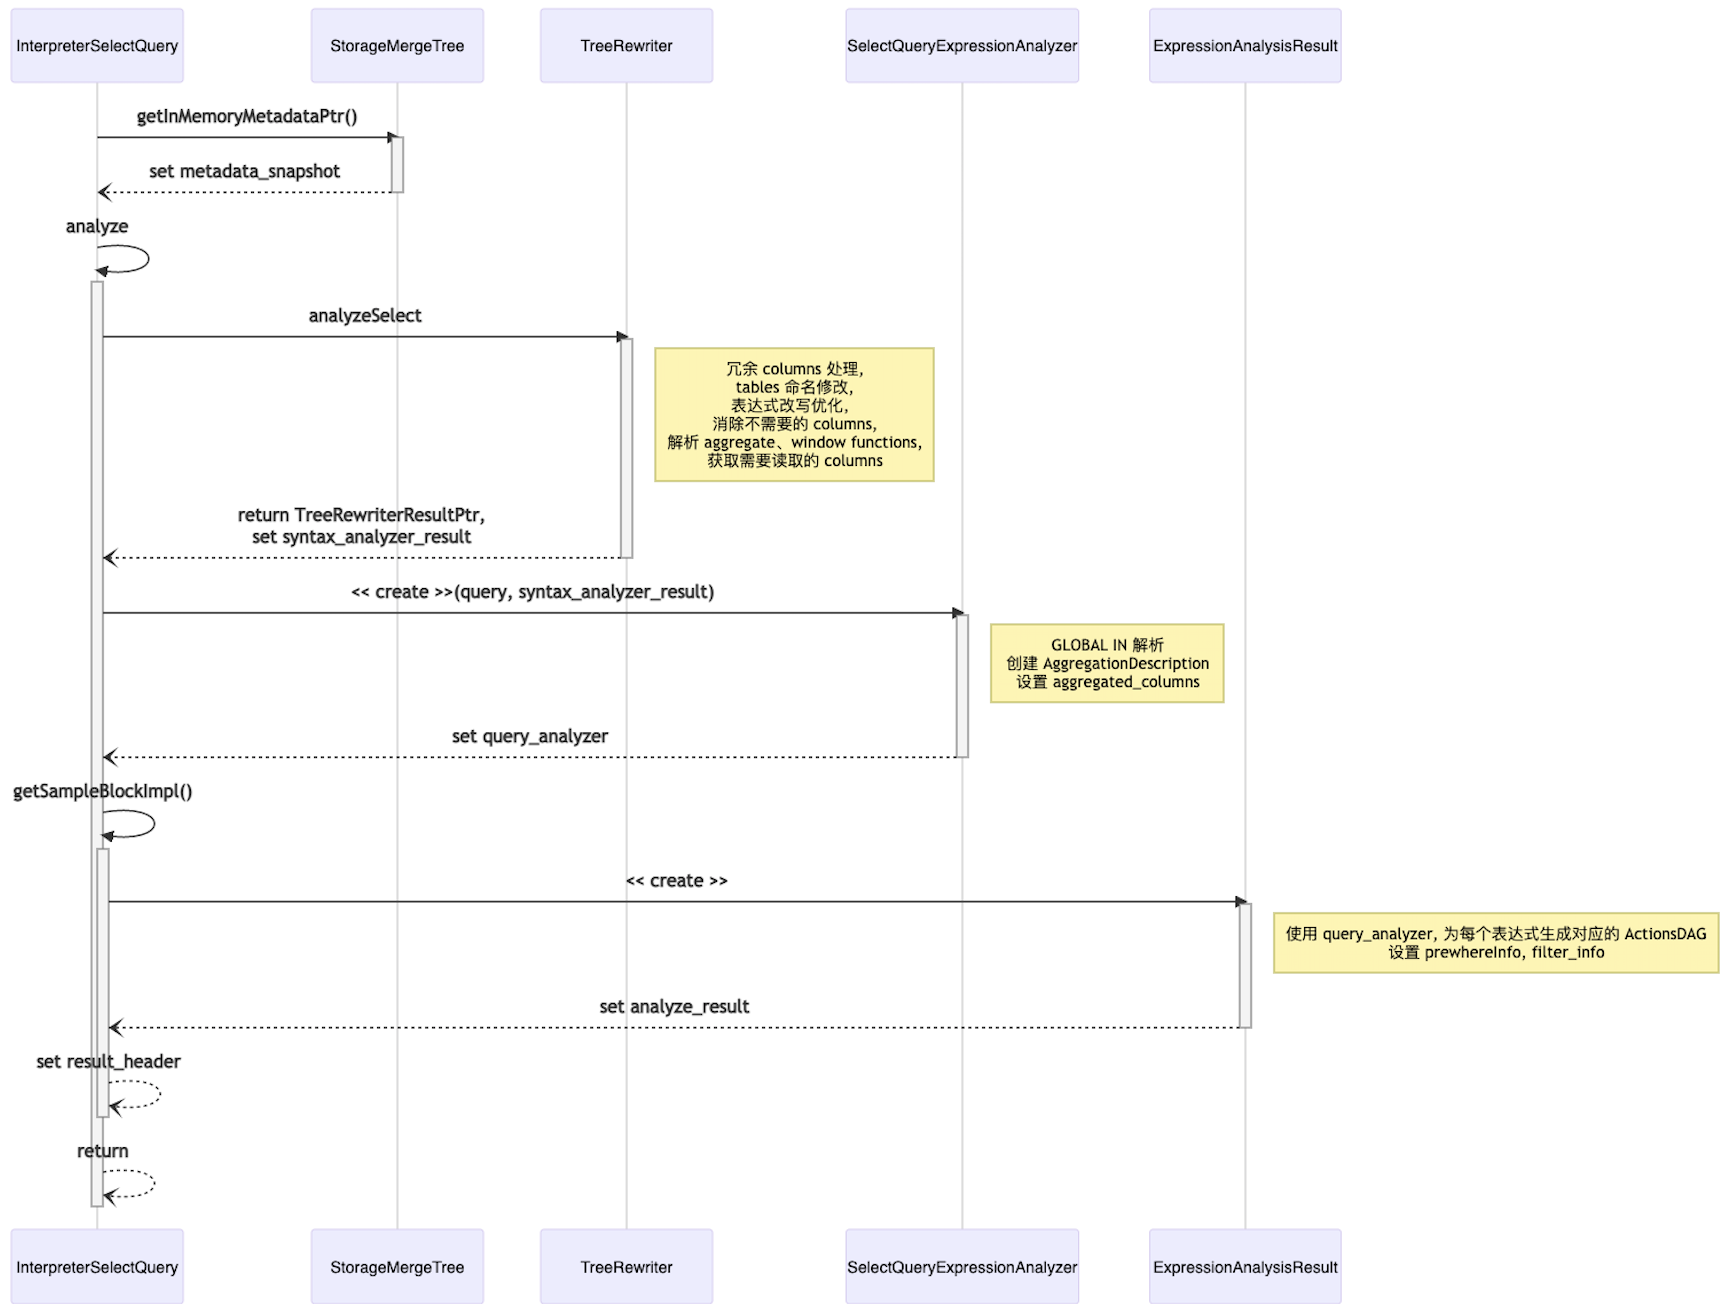 InterpreterSelectQuery
StorageMergeTree
TreeRewriter
SelectQueryExpressionAnalyzer
ExpressionAnalysisResult
getInMemoryMetadataPtr()
set metadata_snapshot
analyze
analyzeSelect
冗余 columns 处理,
tables 命名修改,
表达式改写优化,
消除不需要的 columns,
解析 aggregate、window functions,
获取需要读取的 columns
return TreeRewriterResultPtr,
set syntax_analyzer_result
<< create >>(query, syntax_analyzer_result)
GLOBAL IN 解析
创建 AggregationDescription
设置 aggregated_columns
set query_analyzer
getSampleBlockImpl()
<< create >>
使用 query_analyzer, 为每个表达式生成对应的 ActionsDAG
设置 prewhereInfo, filter_info
set analyze_result
set result_header
return
InterpreterSelectQuery
StorageMergeTree
TreeRewriter
SelectQueryExpressionAnalyzer
ExpressionAnalysisResult